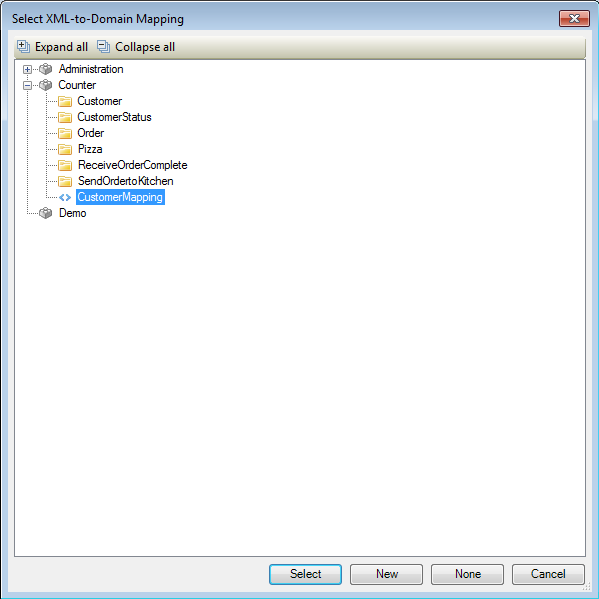 Select XML-to-Domain Mapping
Expand all Collapse all
Administration
Counter
Customer
CustomerStatus
Order
Pizza
ReceiveOrderComplete
SendOrdertoKitchen
CustomerMapping
Demo
Select New None Cancel